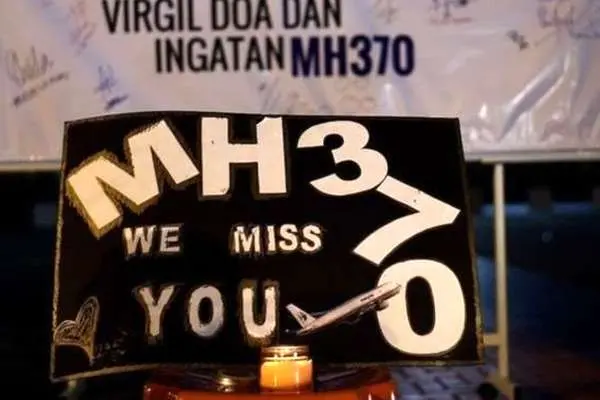 VIRGIL DOA DAN
INGATAN MH370
MH370
WE MISS
YOU